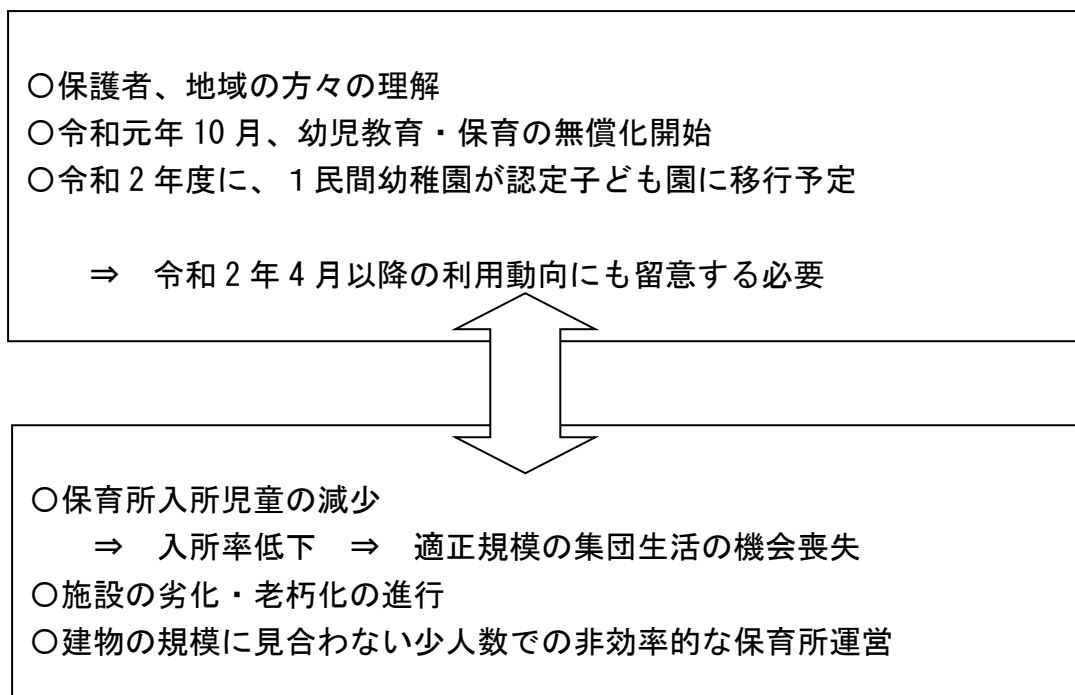 ○保護者、地域の方々の理解
○令和元年 10 月、幼児教育・保育の無償化開始
○令和 2 年度に、１民間幼稚園が認定子ども園に移行予定
⇒　令和 2 年 4 月以降の利用動向にも留意する必要
○保育所入所児童の減少
⇒　入所率低下　⇒　適正規模の集団生活の機会喪失
○施設の劣化・老朽化の進行
○建物の規模に見合わない少人数での非効率的な保育所運営